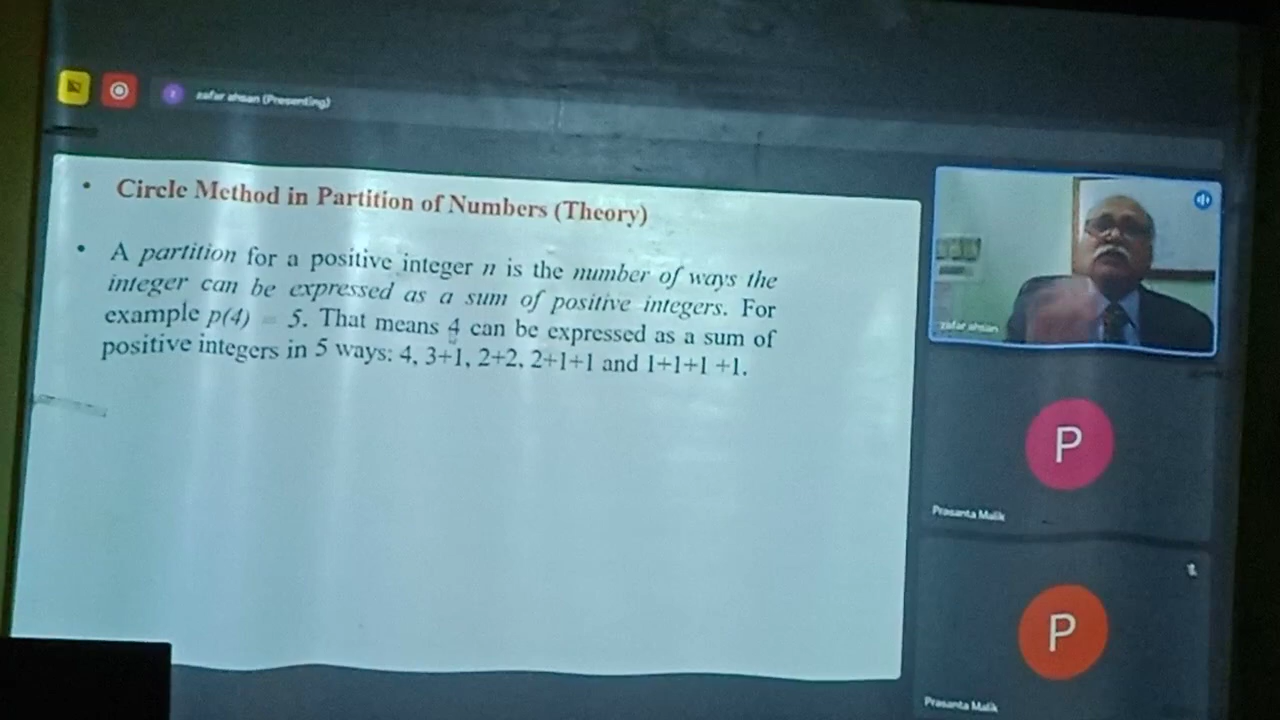 zafar ahsan (Presenting)
• Circle Method in Partition of Numbers (Theory)
• A partition for a positive integer n is the number of ways the
integer can be expressed as a sum of positive integers. For
example p(4) = 5. That means 4 can be expressed as a sum of
positive integers in 5 ways: 4, 3+1, 2+2, 2+1+1 and 1+1+1 +1.
zafar ahsan
P
Prasanta Malik
P
Prasanta Malik